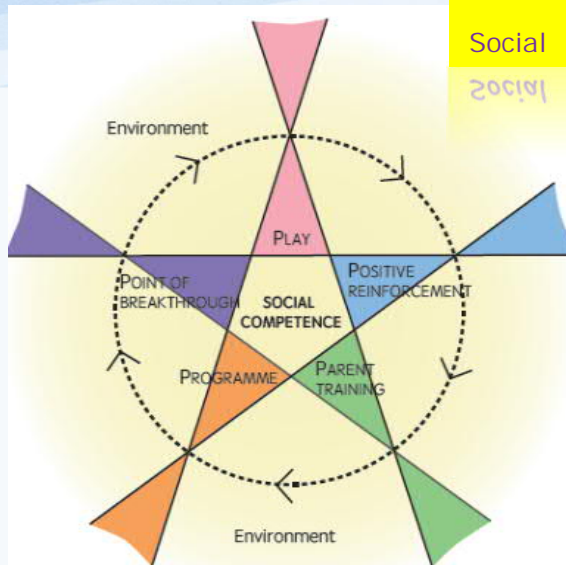 Social
Social
Environment
PLAY
POINT OF
BREAKTHROUGH
POSITIVE
REINFORCEMENT
SOCIAL
COMPETENCE
PROGRAMME
PARENT
TRAINING
Environment